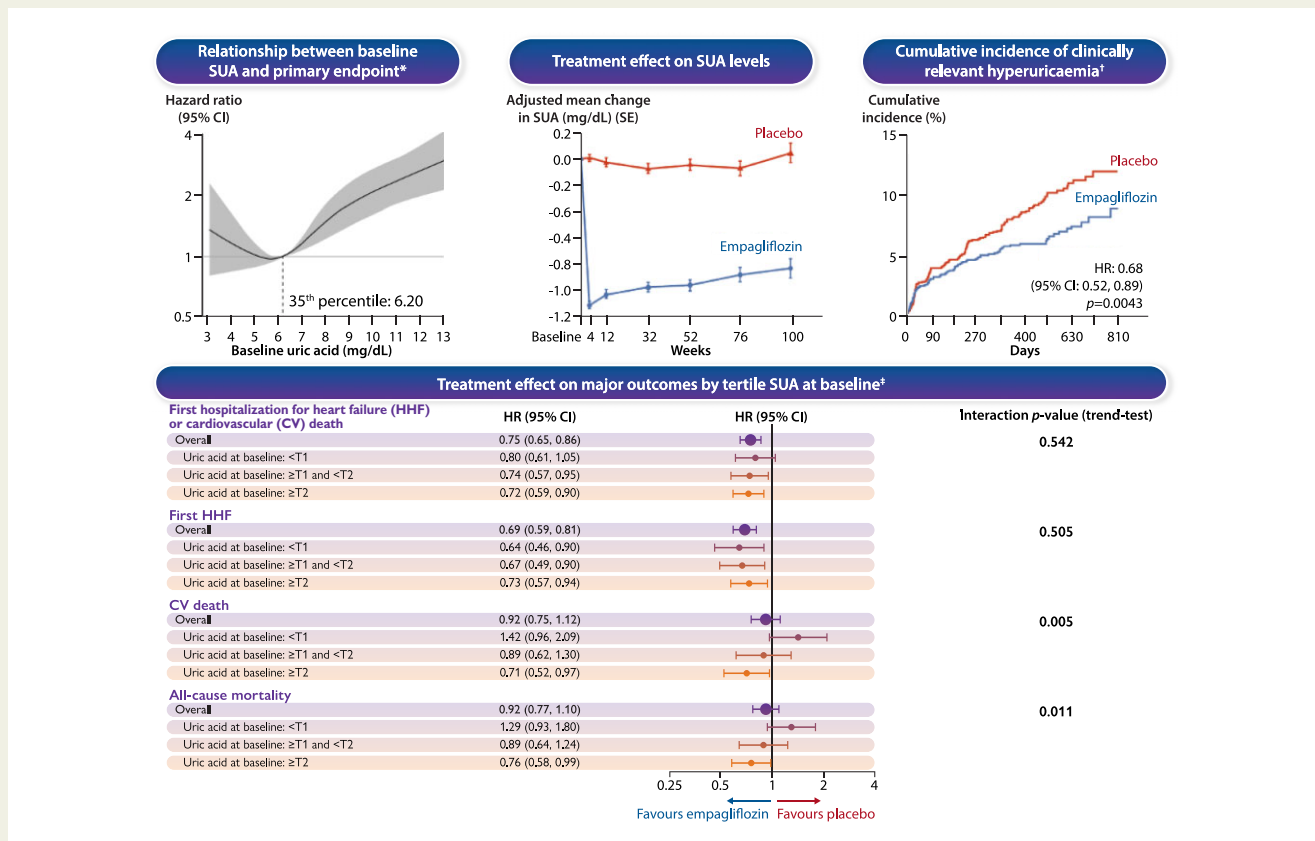 Relationship between baseline
SUA and primary endpoint*
Hazard ratio
(95% CI)
4
2
1
0.5
35th percentile: 6.20
3 4 5 6 7 8 9 10 11 12 13
Baseline uric acid (mg/dL)
Treatment effect on SUA levels
Adjusted mean change
in SUA (mg/dL) (SE)
0.2
0.0
-0.2
-0.4
-0.6
-0.8
-1.0
-1.2
Placebo
Empagliflozin
Baseline 4 12 32 52 76 100
Weeks
Cumulative incidence of clinically
relevant hyperuricaemia†
Cumulative
incidence (%)
15
10
5
0
Placebo
Empagliflozin
HR: 0.68
(95% CI: 0.52, 0.89)
p=0.0043
0 90 270 400 630 810
Days
Treatment effect on major outcomes by tertile SUA at baseline‡
First hospitalization for heart failure (HHF)
or cardiovascular (CV) death
HR (95% CI) HR (95% CI) Interaction p-value (trend-test)
Overall 0.75 (0.65, 0.86) 0.542
Uric acid at baseline: <T1 0.80 (0.61, 1.05)
Uric acid at baseline: ≥T1 and <T2 0.74 (0.57, 0.95)
Uric acid at baseline: ≥T2 0.72 (0.59, 0.90)
First HHF
Overall 0.69 (0.59, 0.81) 0.505
Uric acid at baseline: <T1 0.64 (0.46, 0.90)
Uric acid at baseline: ≥T1 and <T2 0.67 (0.49, 0.90)
Uric acid at baseline: ≥T2 0.73 (0.57, 0.94)
CV death
Overall 0.92 (0.75, 1.12) 0.005
Uric acid at baseline: <T1 1.42 (0.96, 2.09)
Uric acid at baseline: ≥T1 and <T2 0.89 (0.62, 1.30)
Uric acid at baseline: ≥T2 0.71 (0.52, 0.97)
All-cause mortality
Overall 0.92 (0.77, 1.10) 0.011
Uric acid at baseline: <T1 1.29 (0.93, 1.80)
Uric acid at baseline: ≥T1 and <T2 0.89 (0.64, 1.24)
Uric acid at baseline: ≥T2 0.76 (0.58, 0.99)
0.25 0.5 1 2 4
Favours empagliflozin Favours placebo